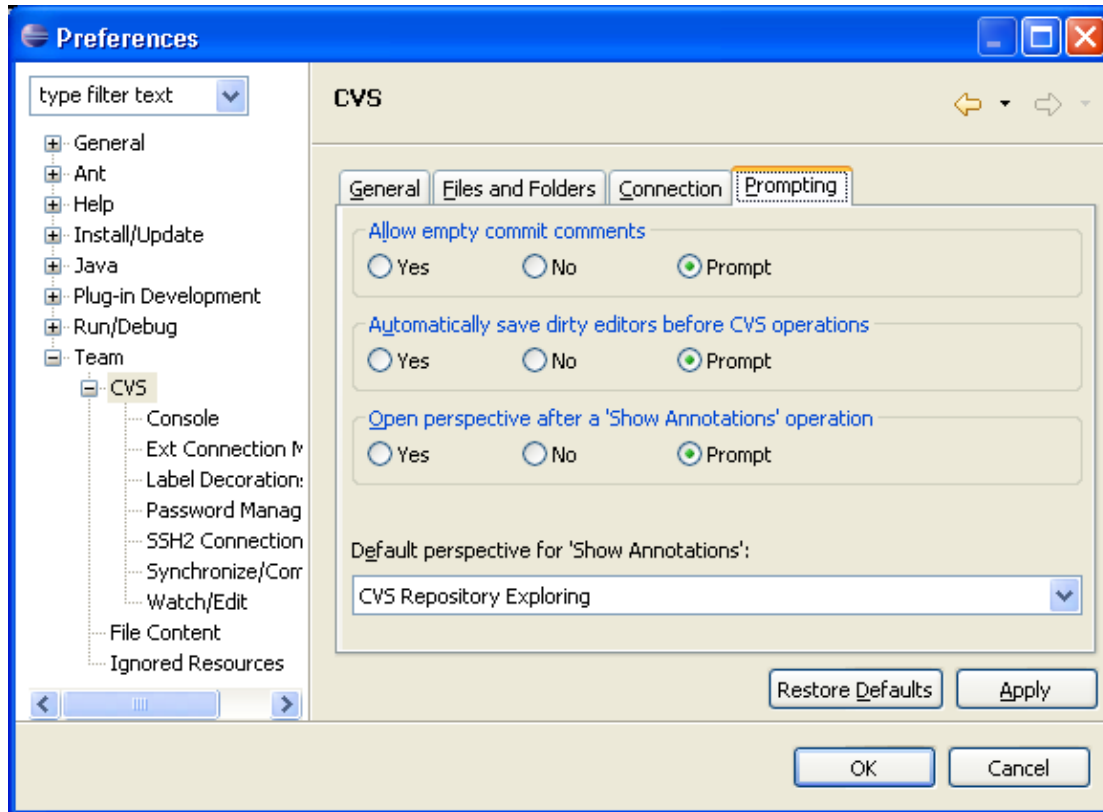 Preferences
type filter text
General
Ant
Help
Install/Update
Java
Plug-in Development
Run/Debug
Team
CVS
Console
Ext Connection M
Label Decorations
Password Manag
SSH2 Connection
Synchronize/Com
Watch/Edit
File Content
Ignored Resources
CVS
General Files and Folders Connection Prompting
Allow empty commit comments
Yes No Prompt
Automatically save dirty editors before CVS operations
Yes No Prompt
Open perspective after a 'Show Annotations' operation
Yes No Prompt
Default perspective for 'Show Annotations':
CVS Repository Exploring
Restore Defaults Apply
OK Cancel